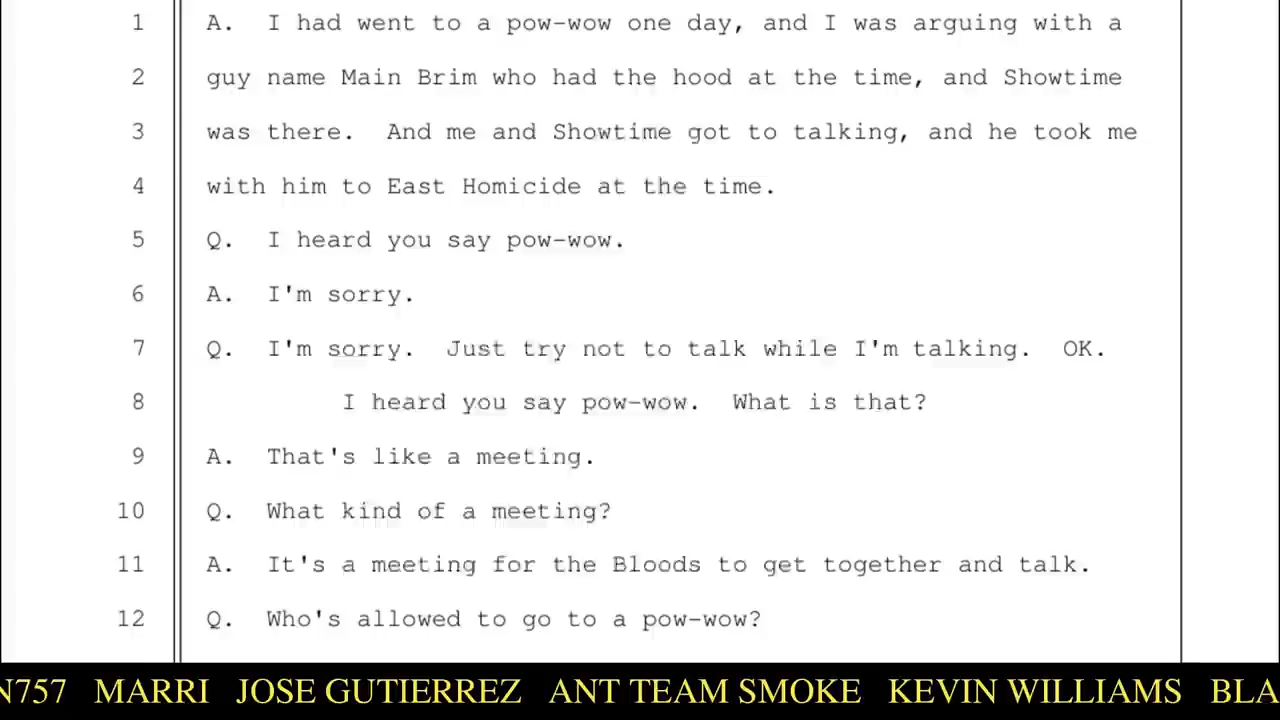 1 A. I had went to a pow-wow one day, and I was arguing with a
2 guy name Main Brim who had the hood at the time, and Showtime
3 was there. And me and Showtime got to talking, and he took me
4 with him to East Homicide at the time.
5 Q. I heard you say pow-wow.
6 A. I'm sorry.
7 Q. I'm sorry. Just try not to talk while I'm talking. OK.
8 I heard you say pow-wow. What is that?
9 A. That's like a meeting.
10 Q. What kind of a meeting?
11 A. It's a meeting for the Bloods to get together and talk.
12 Q. Who's allowed to go to a pow-wow?
N757 MARRI JOSE GUTIERREZ ANT TEAM SMOKE KEVIN WILLIAMS BLA